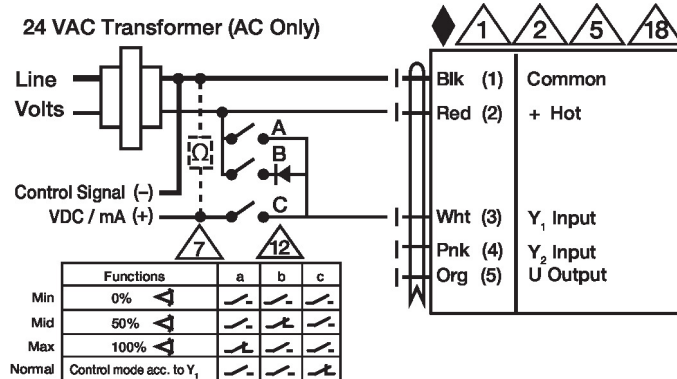 24 VAC Transformer (AC Only)
1 2 5 18
Line
Volts
Blk (1) Common
Red (2) + Hot
A
Ω
B
Control Signal (–)
VDC / mA (+)
C
Wht (3) Y₁ Input
7 12
Pnk (4) Y₂ Input
Org (5) U Output
Functions a b c
Min 0%
Mid 50%
Max 100%
Normal Control mode acc. to Y₁